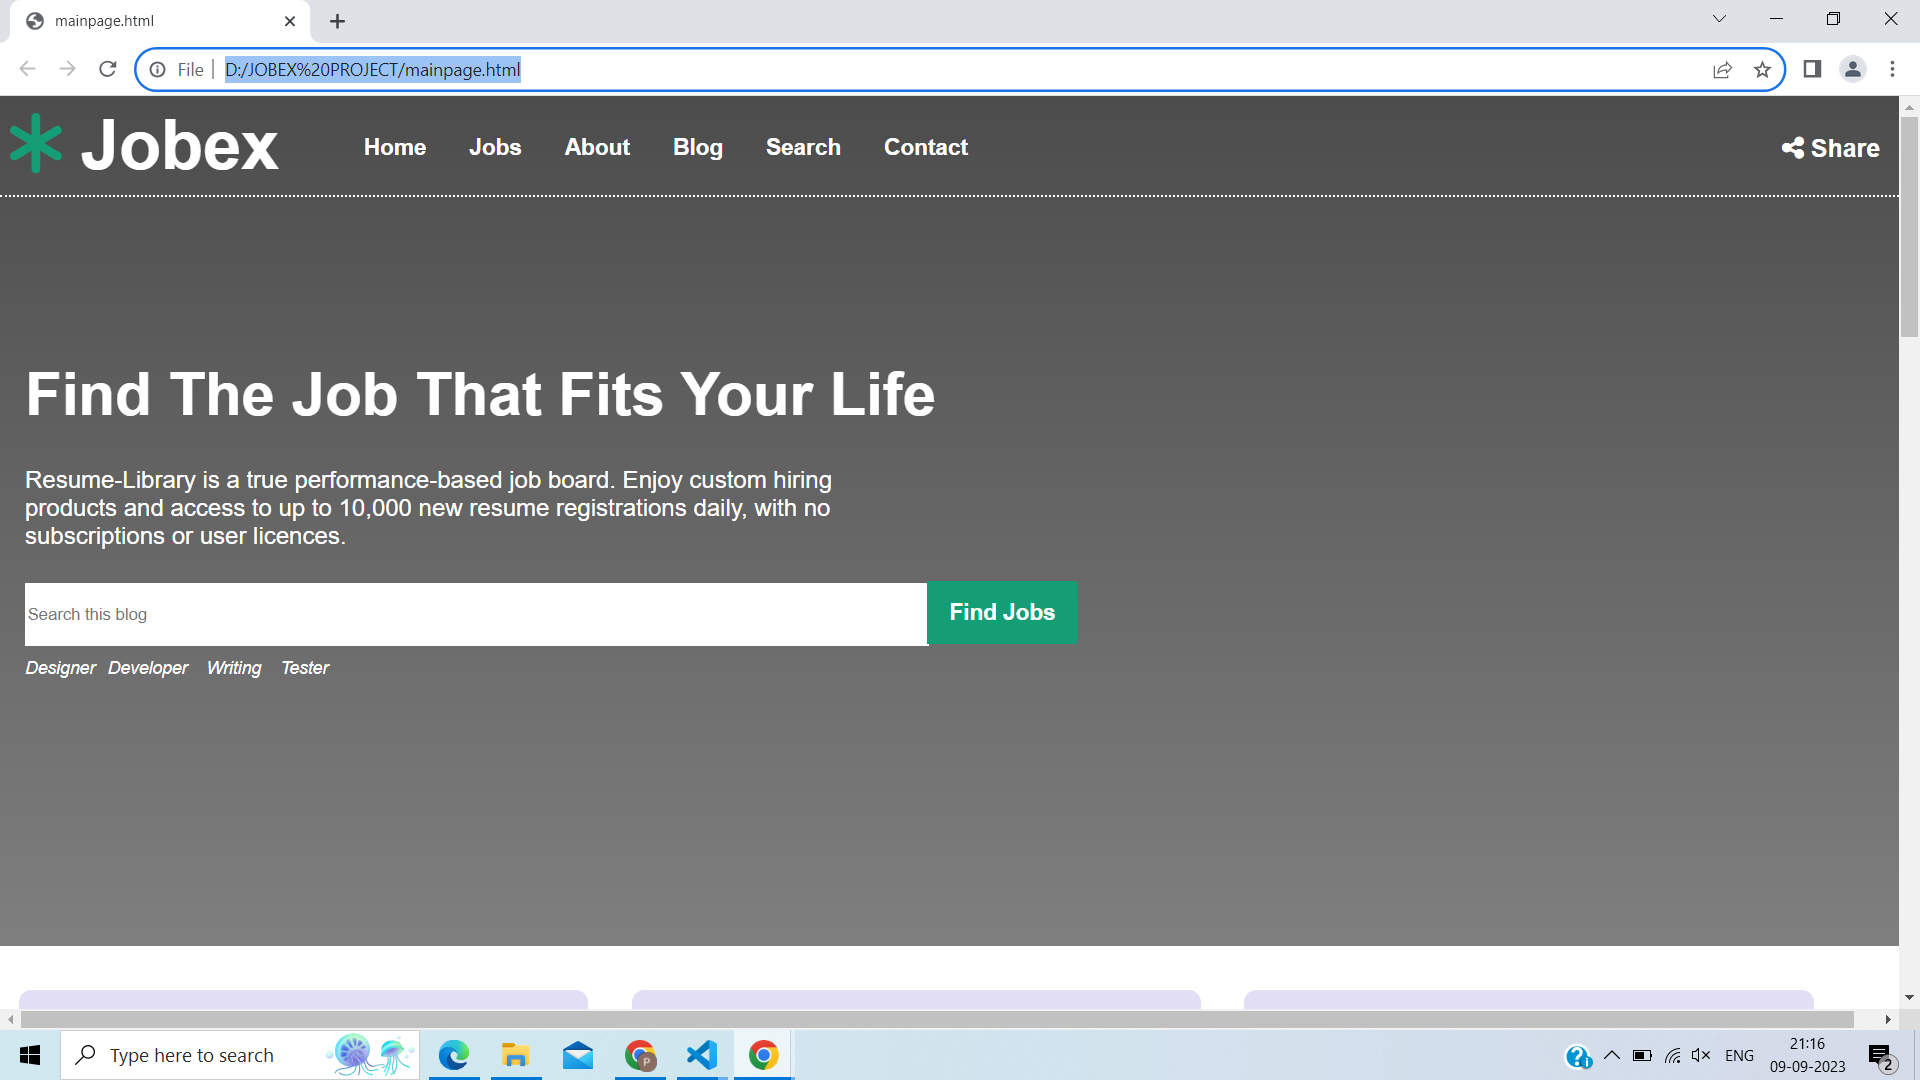 mainpage.html
File
D:/JOBEX%20PROJECT/mainpage.html
Jobex
Home Jobs About Blog Search Contact
Share
Find The Job That Fits Your Life
Resume-Library is a true performance-based job board. Enjoy custom hiring
products and access to up to 10,000 new resume registrations daily, with no
subscriptions or user licences.
Search this blog
Find Jobs
Designer Developer Writing Tester
Type here to search
P
ENG
21:16
09-09-2023
2